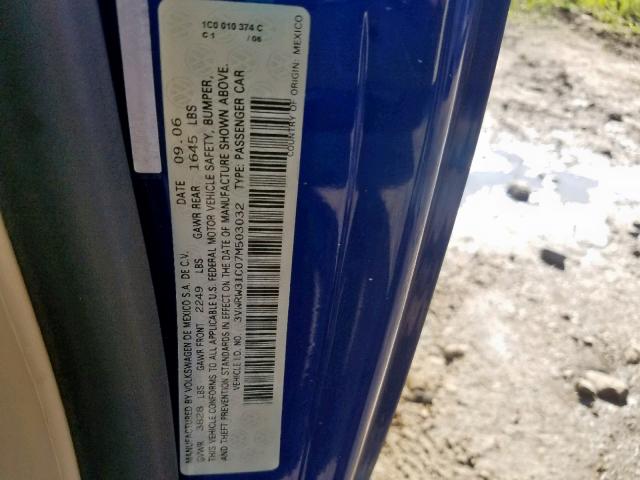 1C0 010 374 C
C 1 / 06
MANUFACTURED BY VOLKSWAGEN DE MEXICO S.A. DE C.V. DATE 09.06
GVWR 3828 LBS GAWR FRONT 2249 LBS GAWR REAR 1645 LBS
THIS VEHICLE CONFORMS TO ALL APPLICABLE U.S. FEDERAL MOTOR VEHICLE SAFETY, BUMPER,
AND THEFT PREVENTION STANDARDS IN EFFECT ON THE DATE OF MANUFACTURE SHOWN ABOVE.
VEHICLE I.D. NO. 3VWRW31C07M503032 TYPE: PASSENGER CAR
COUNTRY OF ORIGIN: MEXICO